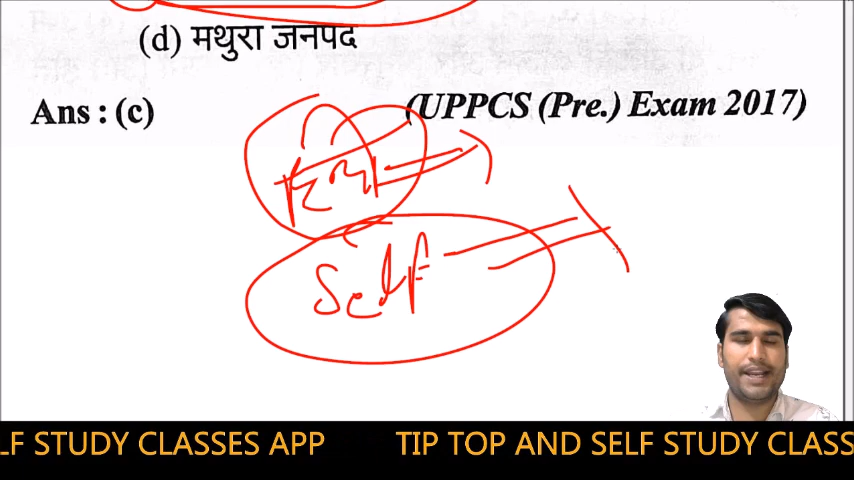 (d) मथुरा जनपद
Ans : (c)
(UPPCS (Pre.) Exam 2017)
Self
LF STUDY CLASSES APP TIP TOP AND SELF STUDY CLASS